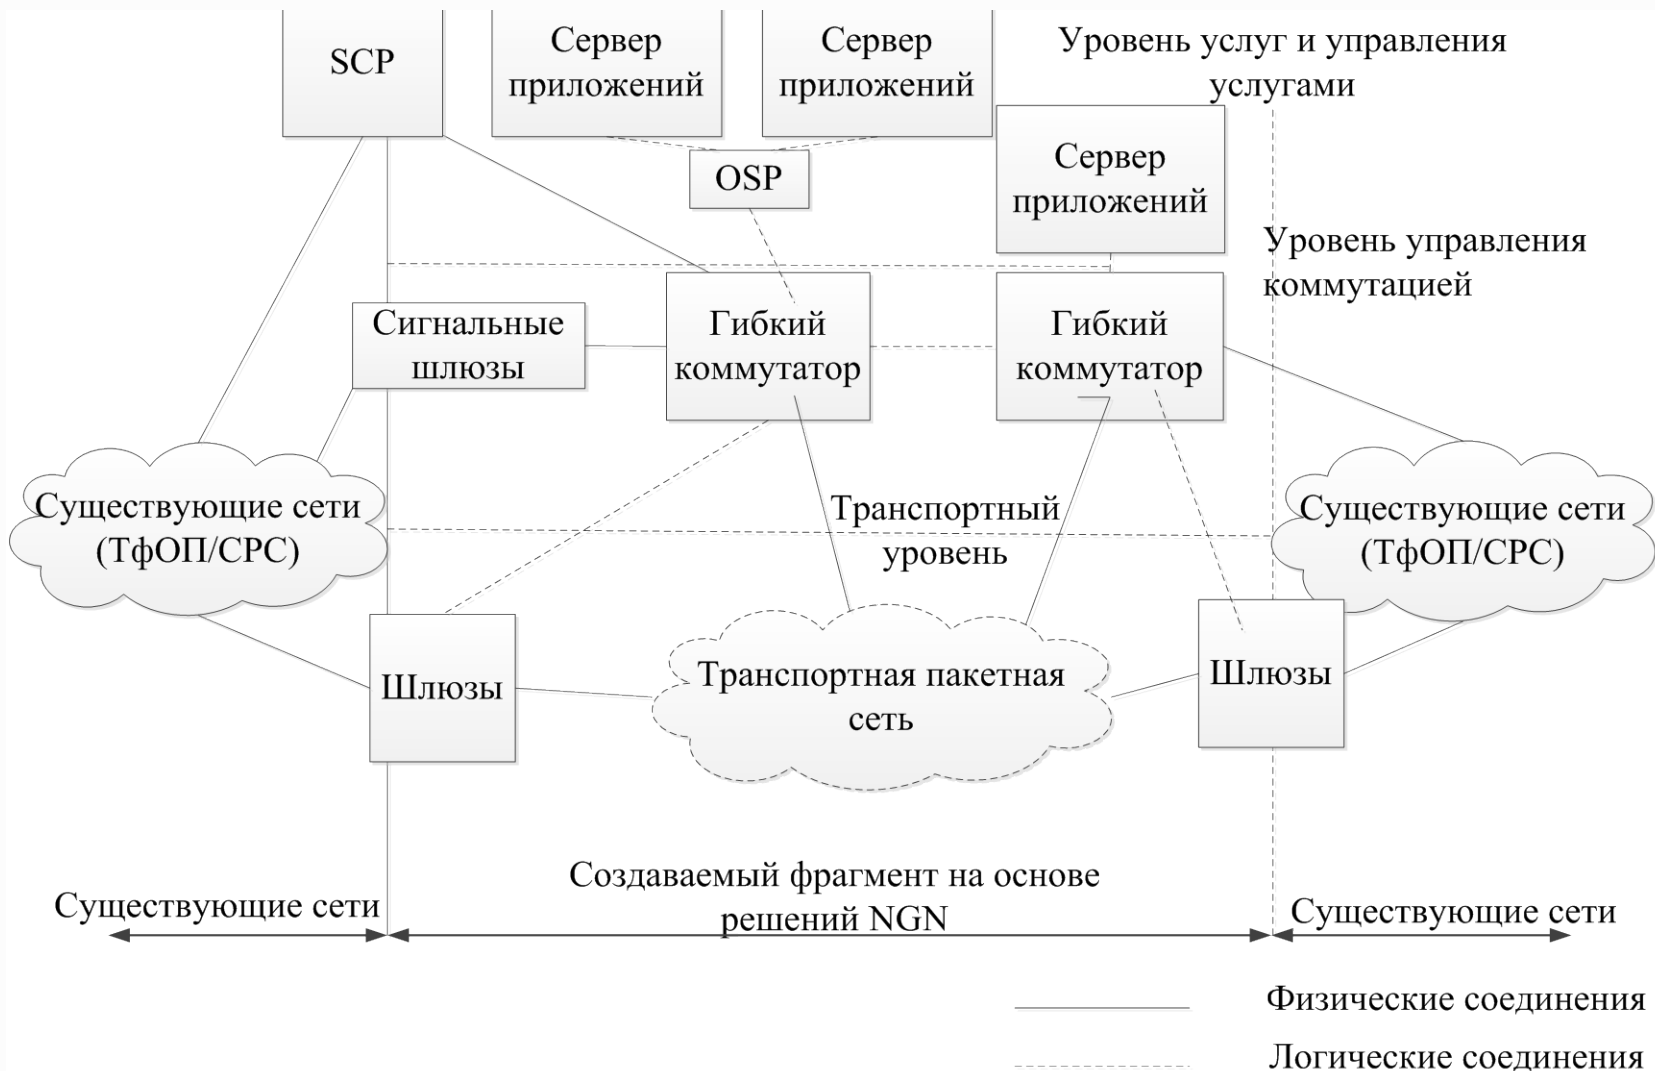 SCP
Сервер
приложений
Сервер
приложений
Уровень услуг и управления
услугами
OSP
Сервер
приложений
Уровень управления
коммутацией
Сигнальные
шлюзы
Гибкий
коммутатор
Гибкий
коммутатор
Существующие сети
(ТфОП/СРС)
Транспортный
уровень
Существующие сети
(ТфОП/СРС)
Шлюзы
Транспортная пакетная
сеть
Шлюзы
Существующие сети
Создаваемый фрагмент на основе
решений NGN
Существующие сети
Физические соединения
Логические соединения